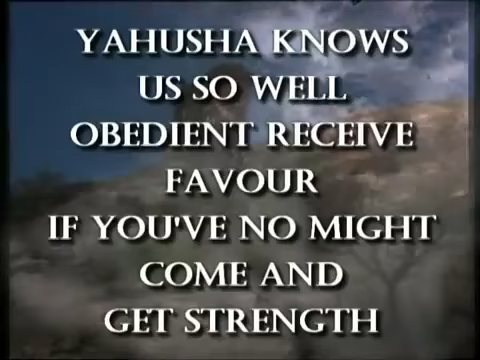 YAHUSHA KNOWS
US SO WELL
OBEDIENT RECEIVE
FAVOUR
IF YOU'VE NO MIGHT
COME AND
GET STRENGTH